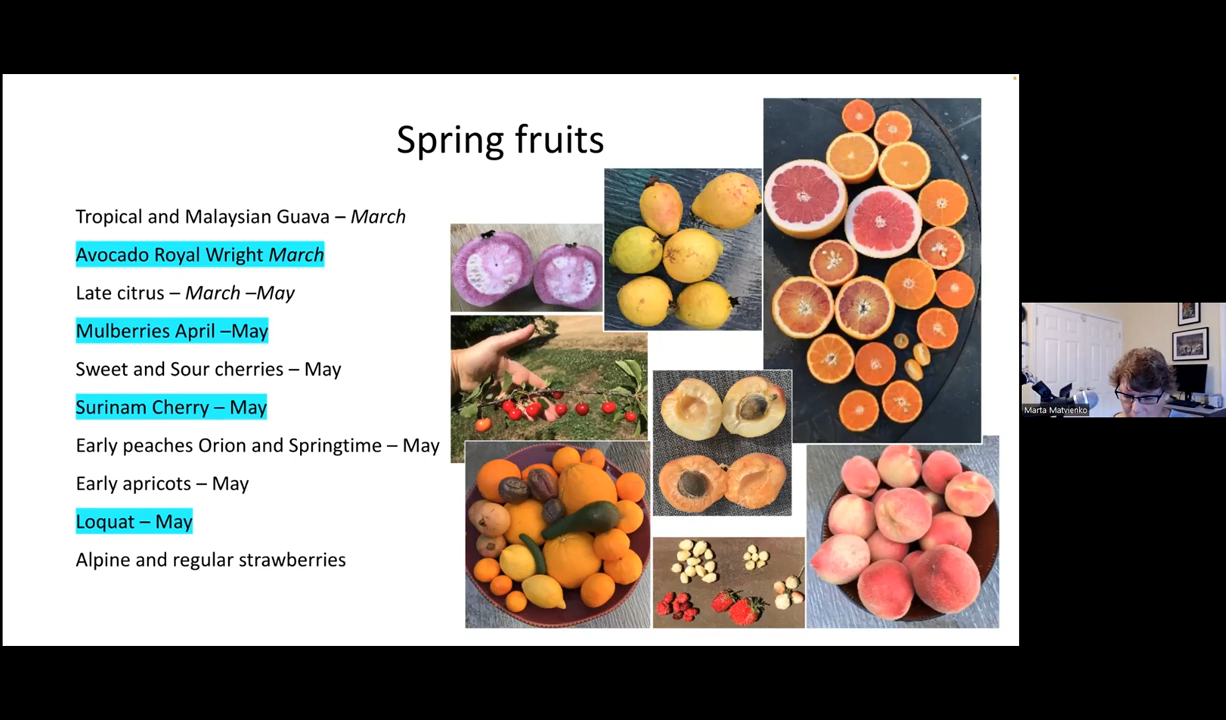 Spring fruits
Tropical and Malaysian Guava – March
Avocado Royal Wright March
Late citrus – March –May
Mulberries April –May
Sweet and Sour cherries – May
Surinam Cherry – May
Early peaches Orion and Springtime – May
Early apricots – May
Loquat – May
Alpine and regular strawberries
Marta Matvienko